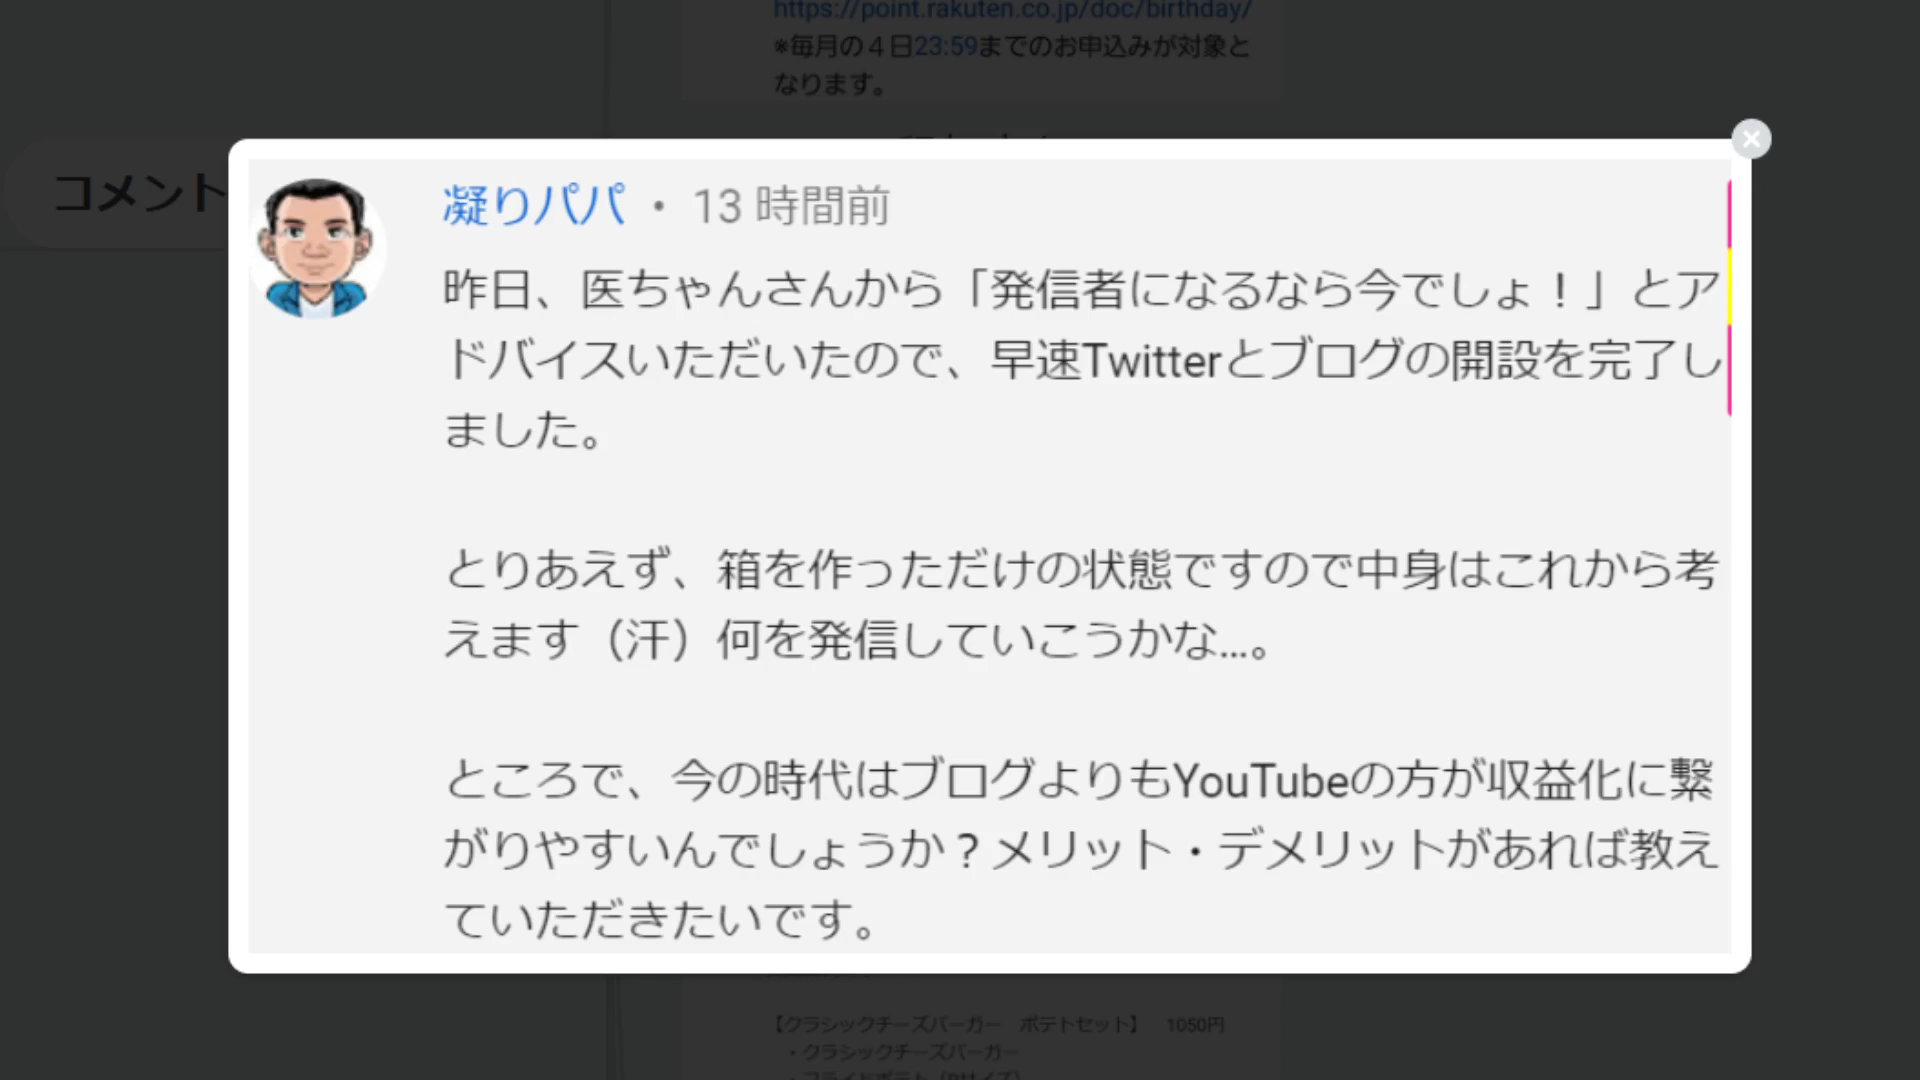 https://point.rakuten.co.jp/doc/birthday/
※毎月の４日23:59までのお申込みが対象と
なります。
コメント
凝りパパ・13 時間前
昨日、医ちゃんさんから「発信者になるなら今でしょ！」とア
ドバイスいただいたので、早速Twitterとブログの開設を完了し
ました。
とりあえず、箱を作っただけの状態ですので中身はこれから考
えます（汗）何を発信していこうかな…。
ところで、今の時代はブログよりもYouTubeの方が収益化に繋
がりやすいんでしょうか？メリット・デメリットがあれば教え
ていただきたいです。
【クラシックチーズバーガー　ポテトセット】　1050円
・クラシックチーズバーガー